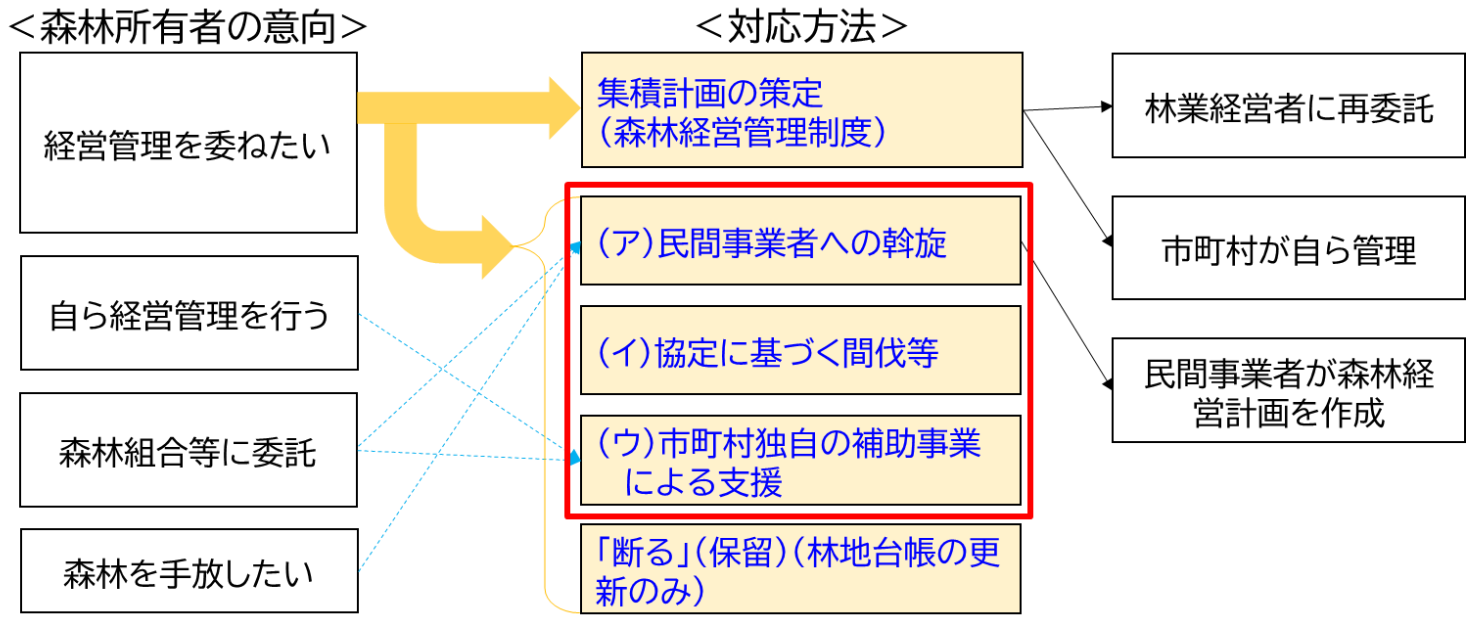 ＜森林所有者の意向＞
経営管理を委ねたい
自ら経営管理を行う
森林組合等に委託
森林を手放したい
＜対応方法＞
集積計画の策定
（森林経営管理制度）
（ア）民間事業者への斡旋
（イ）協定に基づく間伐等
（ウ）市町村独自の補助事業
による支援
「断る」（保留）（林地台帳の更
新のみ）
林業経営者に再委託
市町村が自ら管理
民間事業者が森林経
営計画を作成